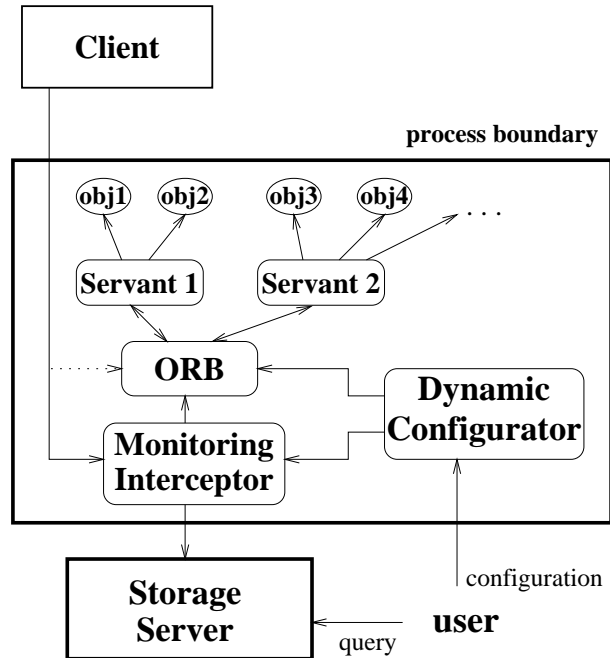 Client
process boundary
obj1 obj2 obj3 obj4 . . .
Servant 1 Servant 2
ORB
Dynamic
Configurator
Monitoring
Interceptor
configuration
Storage
Server
user
query